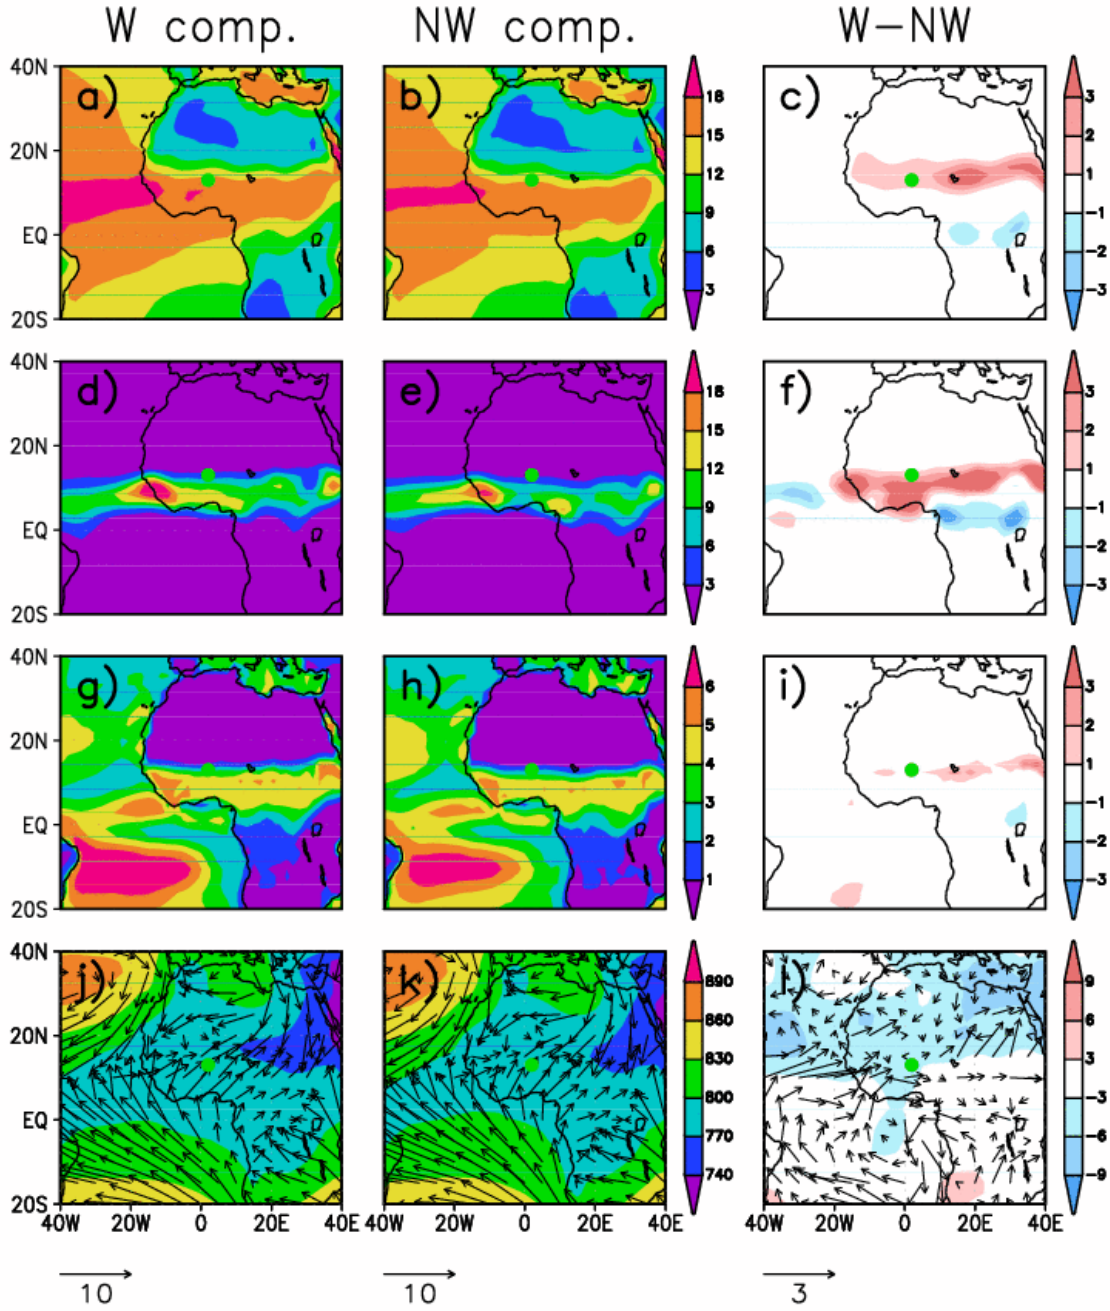 W comp. NW comp. W−NW
40N a) b) c)
18 3
15 2
20N 12 1
9 −1
EQ 6 −2
3 −3
20S
d) e) f)
18 3
15 2
20N 12 1
9 −1
EQ 6 −2
3 −3
20S
40N g) h) i)
6 3
5 2
20N 4 1
3 −1
EQ 2 −2
1 −3
20S
40N j) k) l)
890 9
860 6
20N 830 3
800 −3
EQ 770 −6
740 −9
20S
40W 20W 0 20E 40E 40W 20W 0 20E 40E 40W 20W 0 20E 40E
10 10 3